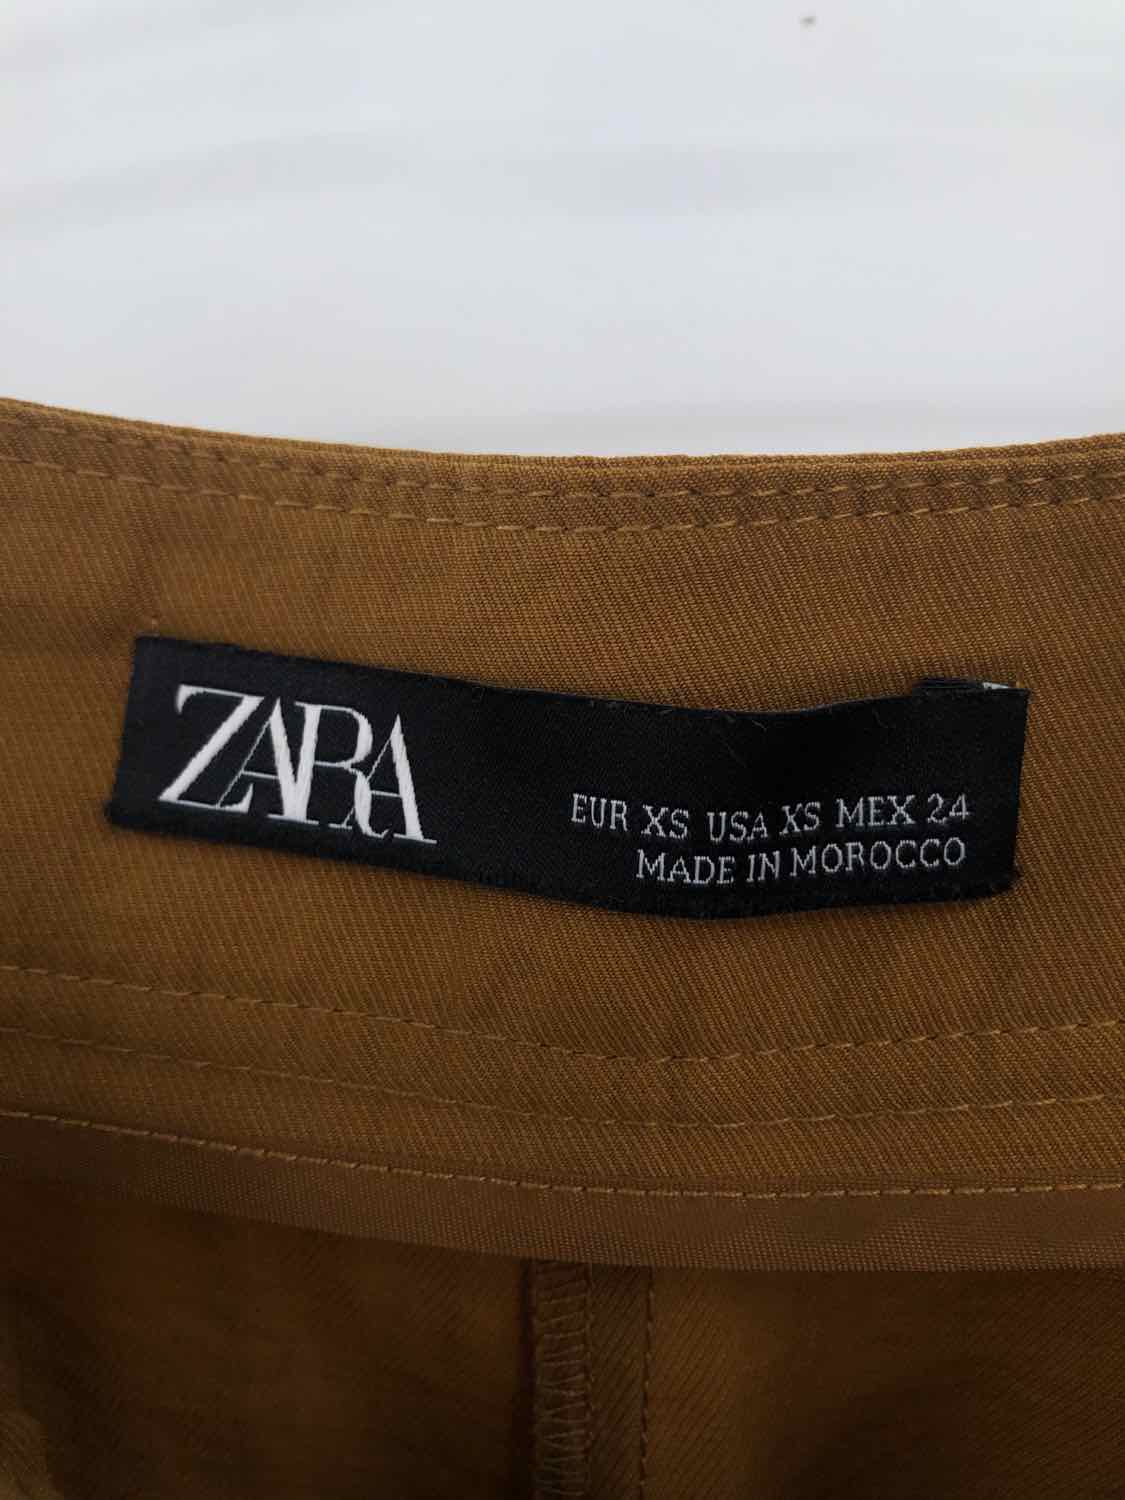 ZARA
EUR XS USA XS MEX 24
MADE IN MOROCCO